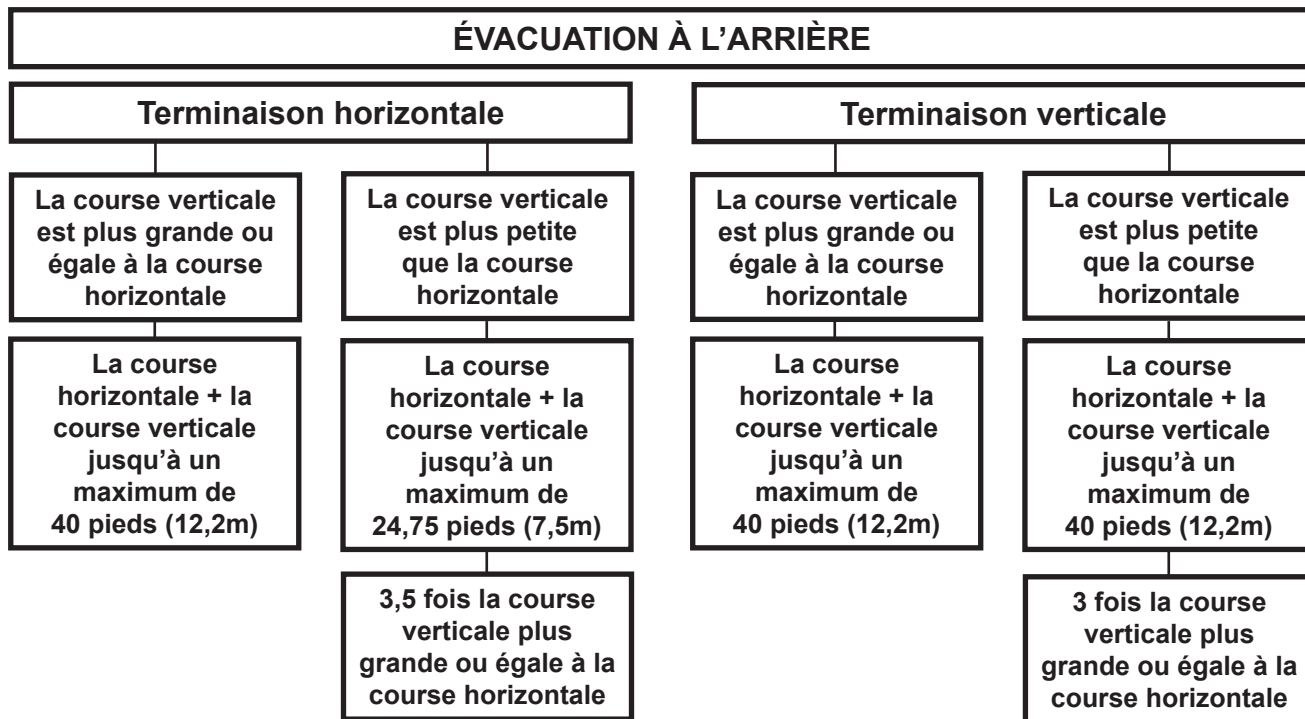 ÉVACUATION À L'ARRIÈRE
Terminaison horizontale
La course verticale
est plus grande ou
égale à la course
horizontale
La course
horizontale + la
course verticale
jusqu'à un
maximum de
40 pieds (12,2m)
La course verticale
est plus petite
que la course
horizontale
La course
horizontale + la
course verticale
jusqu'à un
maximum de
24,75 pieds (7,5m)
3,5 fois la course
verticale plus
grande ou égale à la
course horizontale
Terminaison verticale
La course verticale
est plus grande ou
égale à la course
horizontale
La course
horizontale + la
course verticale
jusqu'à un
maximum de
40 pieds (12,2m)
La course verticale
est plus petite
que la course
horizontale
La course
horizontale + la
course verticale
jusqu'à un
maximum de
40 pieds (12,2m)
3 fois la course
verticale plus
grande ou égale à la
course horizontale